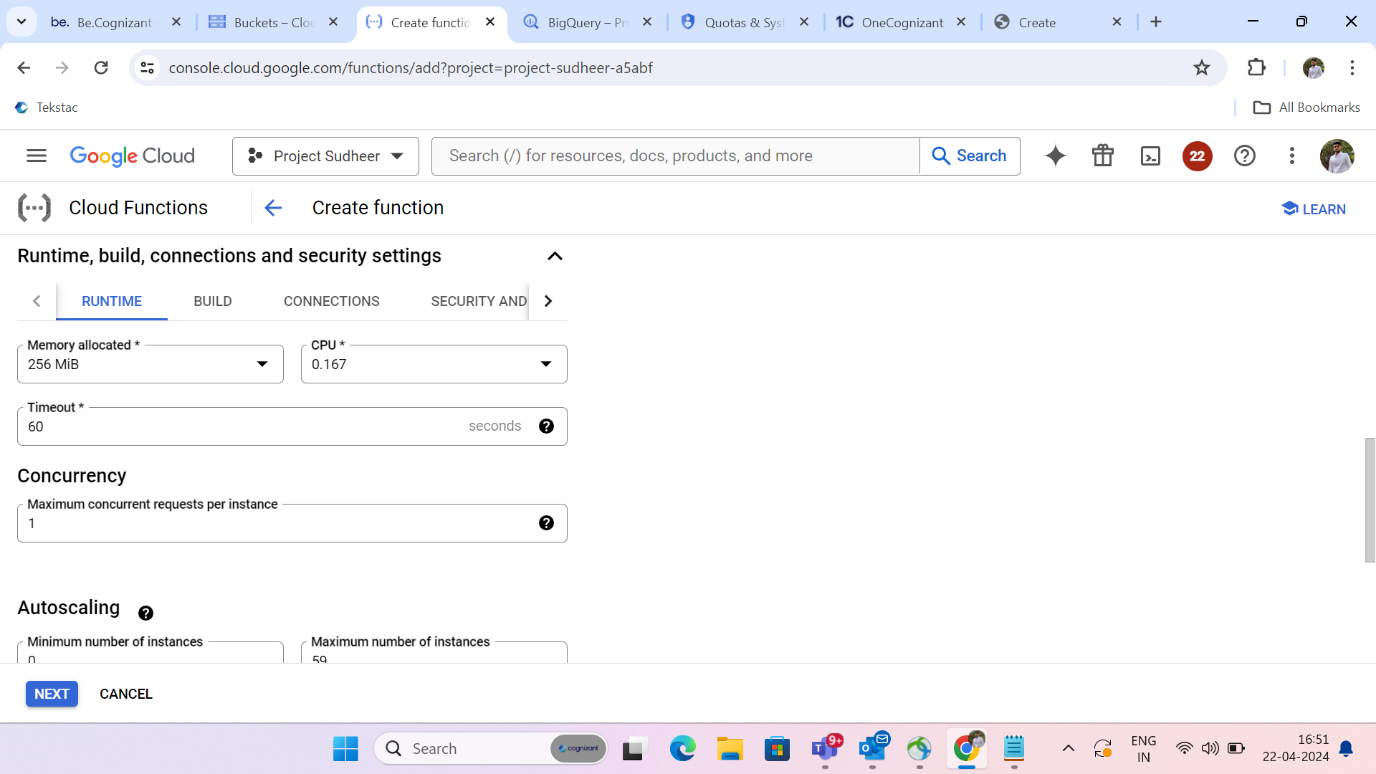 be. Be.Cognizant
Buckets – Clou
Create functio
BigQuery – Pr
Quotas & Syst
1C OneCognizant
Create
console.cloud.google.com/functions/add?project=project-sudheer-a5abf
Tekstac
All Bookmarks
Google Cloud
Project Sudheer
Search (/) for resources, docs, products, and more
Search
22
Cloud Functions
Create function
LEARN
Runtime, build, connections and security settings
RUNTIME BUILD CONNECTIONS SECURITY AND
Memory allocated * CPU *
256 MiB 0.167
Timeout *
60 seconds
Concurrency
Maximum concurrent requests per instance
1
Autoscaling
Minimum number of instances Maximum number of instances
0 59
NEXT CANCEL
Search
cognizant
9+
ENG
IN
16:51
22-04-2024